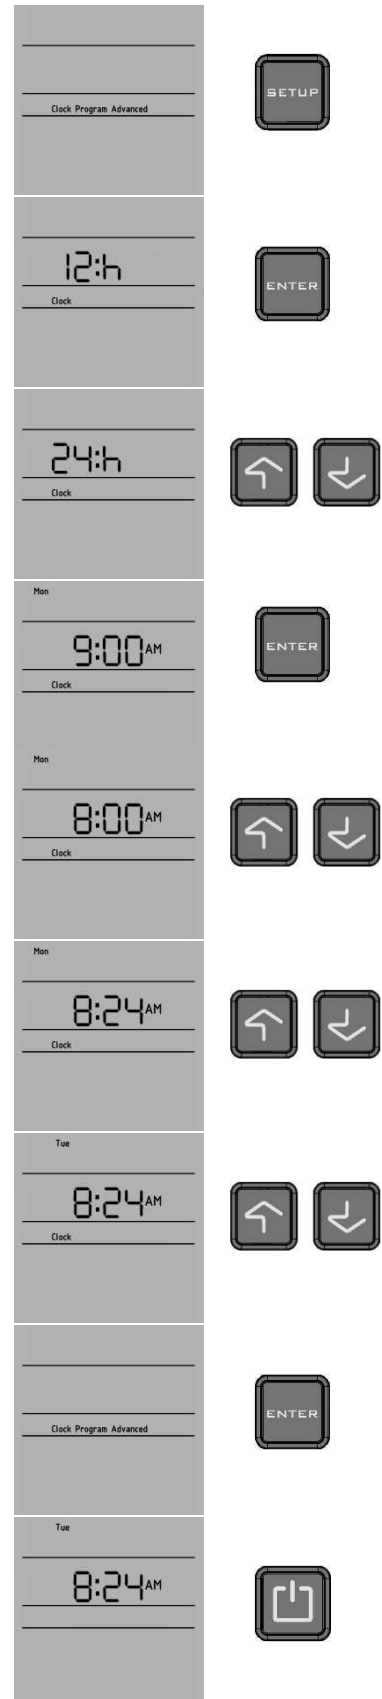 SETUP
Clock Program Advanced
12:h
ENTER
Clock
24:h
Clock
Mon
9:00AM
ENTER
Clock
Mon
8:00AM
Clock
Mon
8:24AM
Clock
Tue
8:24AM
Clock
ENTER
Clock Program Advanced
Tue
8:24AM